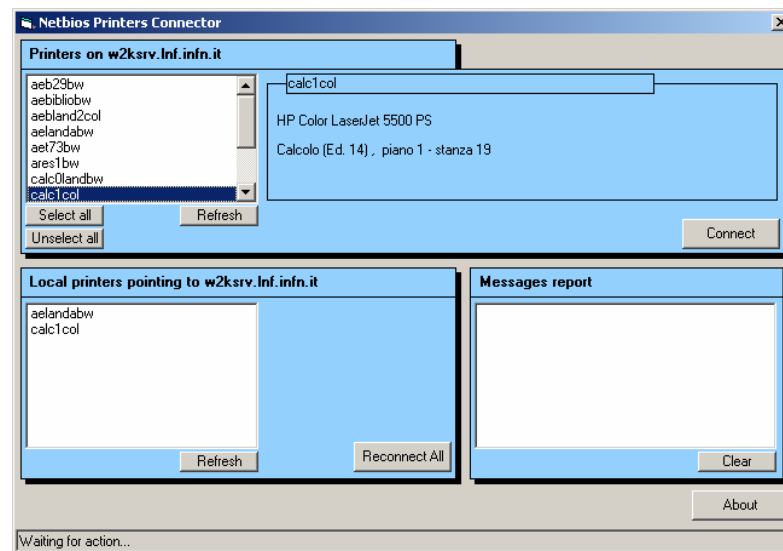 Netbios Printers Connector
Printers on w2ksrv.lnf.infn.it
aeb29bw
aebibliobw
aebland2col
aelandabw
aet73bw
ares1bw
calc0landbw
calc1col
Select all
Refresh
Unselect all
calc1col
HP Color LaserJet 5500 PS
Calcolo (Ed. 14) , piano 1 - stanza 19
Connect
Local printers pointing to w2ksrv.lnf.infn.it
aelandabw
calc1col
Refresh
Reconnect All
Messages report
Clear
About
Waiting for action...